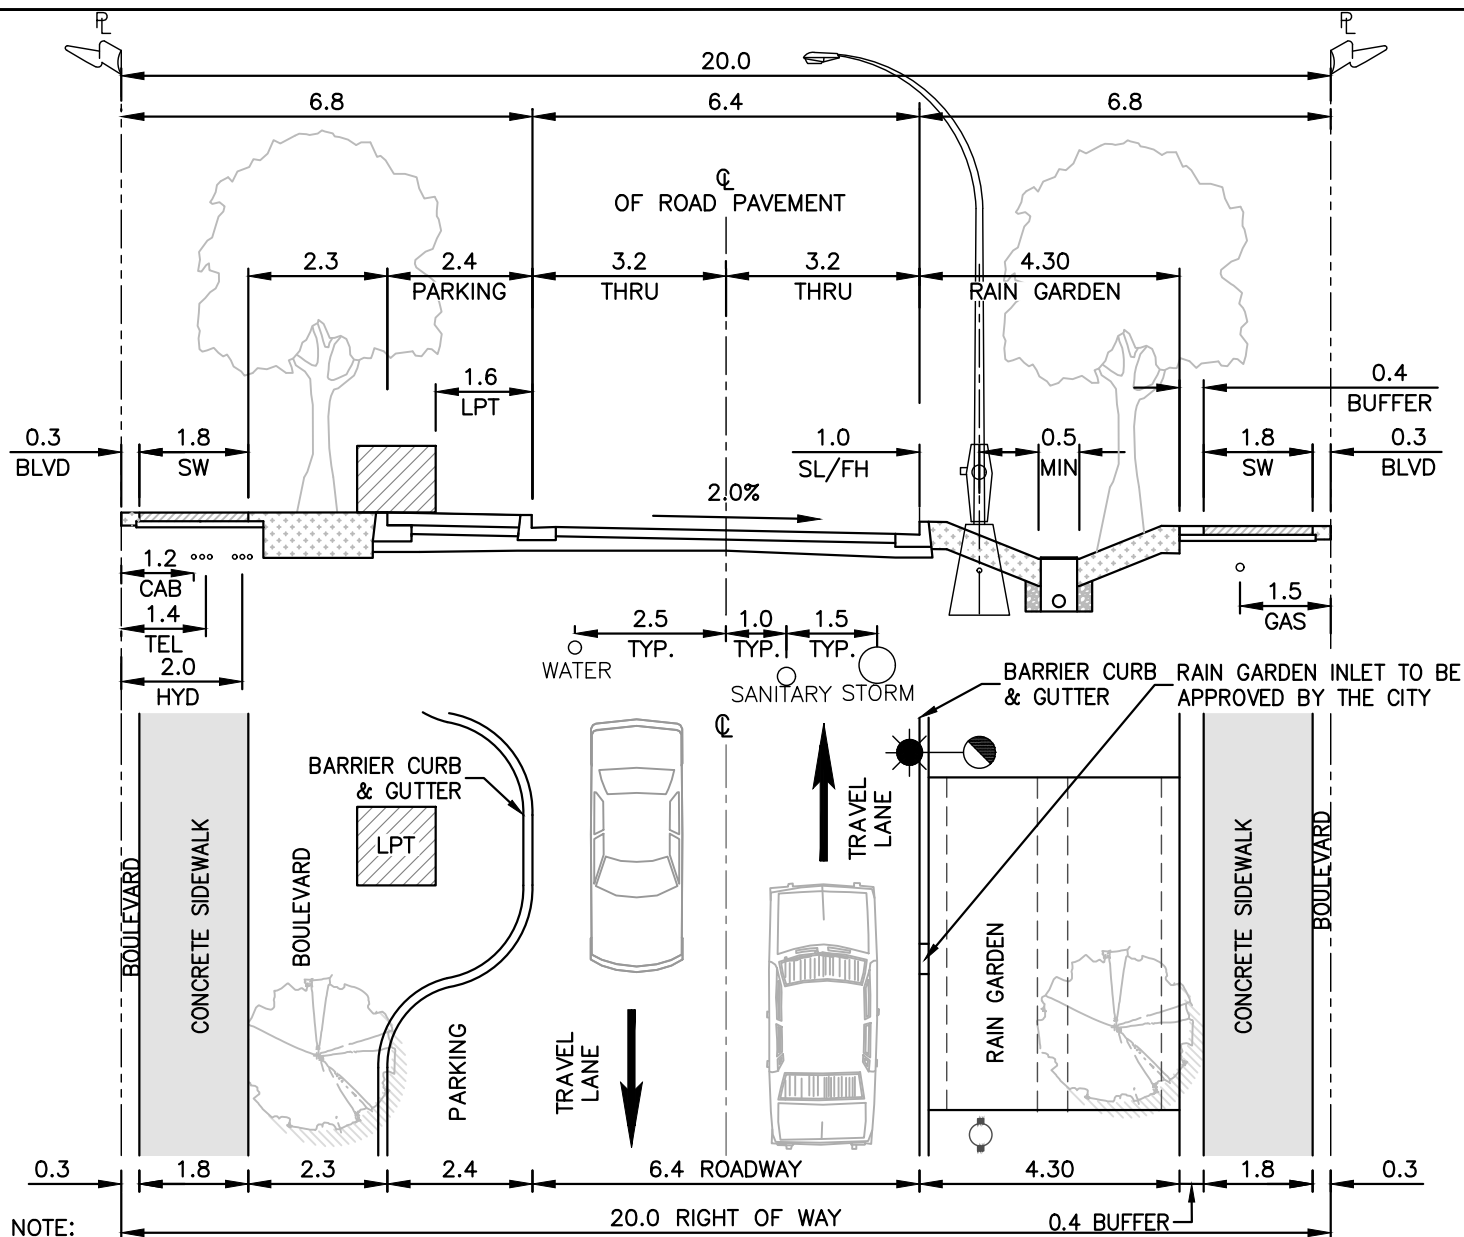 PL PL
20.0
6.8 6.4 6.8
CL
OF ROAD PAVEMENT
2.3 2.4 3.2 3.2 4.30
PARKING THRU THRU RAIN GARDEN
1.6 0.4
LPT BUFFER
0.3 1.8 1.0 0.5 1.8 0.3
BLVD SW SL/FH MIN SW BLVD
2.0%
1.2
CAB
1.4
TEL
2.0
HYD
1.5
GAS
2.5 1.0 1.5
TYP. TYP. TYP.
WATER
SANITARY STORM
BARRIER CURB
& GUTTER
RAIN GARDEN INLET TO BE
APPROVED BY THE CITY
CL
BARRIER CURB
& GUTTER
LPT
BOULEVARD
CONCRETE SIDEWALK
BOULEVARD
PARKING
TRAVEL
LANE
TRAVEL
LANE
RAIN GARDEN
CONCRETE SIDEWALK
BOULEVARD
0.3 1.8 2.3 2.4 6.4 ROADWAY 4.30 1.8 0.3
20.0 RIGHT OF WAY
0.4 BUFFER
NOTE: